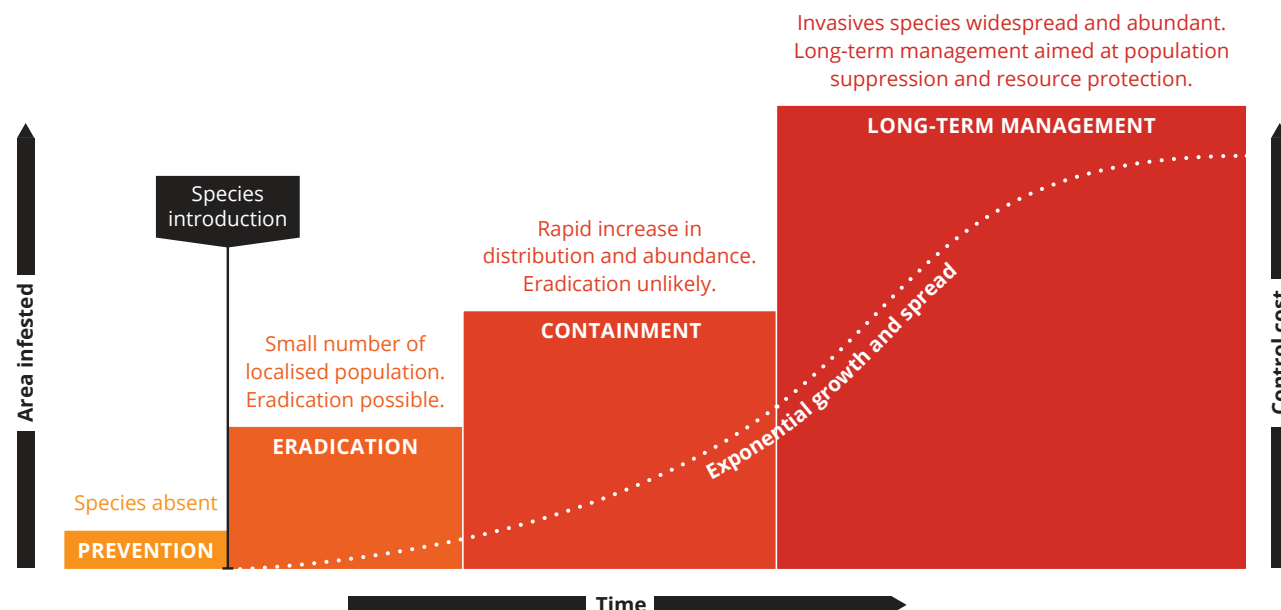 Invasives species widespread and abundant.
Long-term management aimed at population
suppression and resource protection.
LONG-TERM MANAGEMENT
Species
introduction
Rapid increase in
distribution and abundance.
Eradication unlikely.
CONTAINMENT
Small number of
localised population.
Eradication possible.
ERADICATION
Species absent
PREVENTION
Exponential growth and spread
Area infested
Control cost
Time